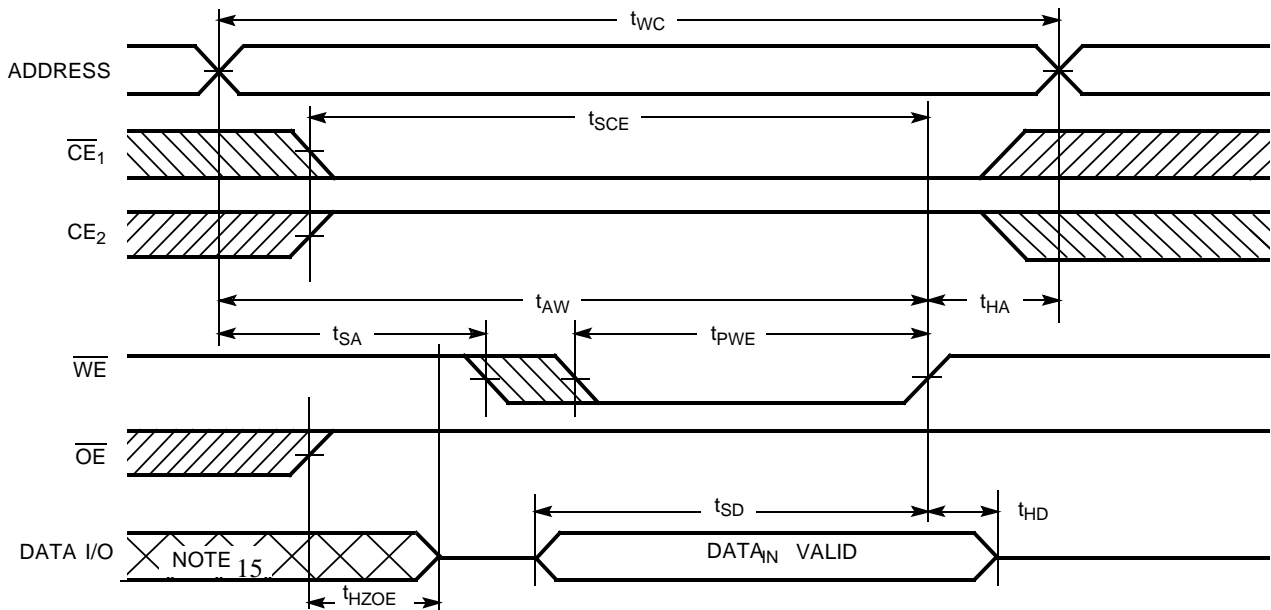 tWC
ADDRESS
tSCE
CE1
CE2
tAW
tHA
tSA
tPWE
WE
OE
tSD
tHD
DATA I/O
NOTE 15
DATAIN VALID
tHZOE